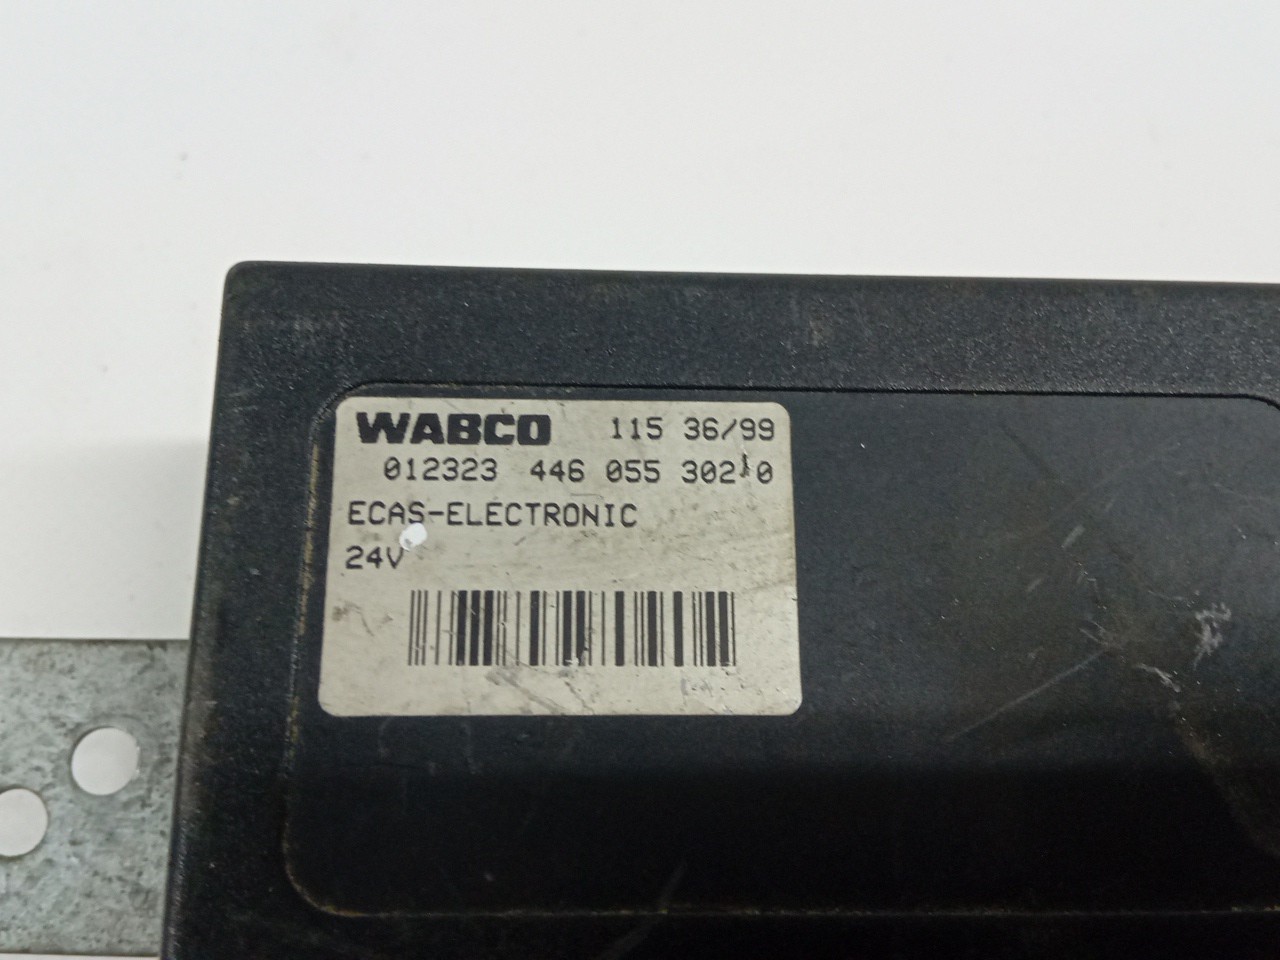 WABCO 115 36/99
012323 446 055 302 0
ECAS-ELECTRONIC
24V